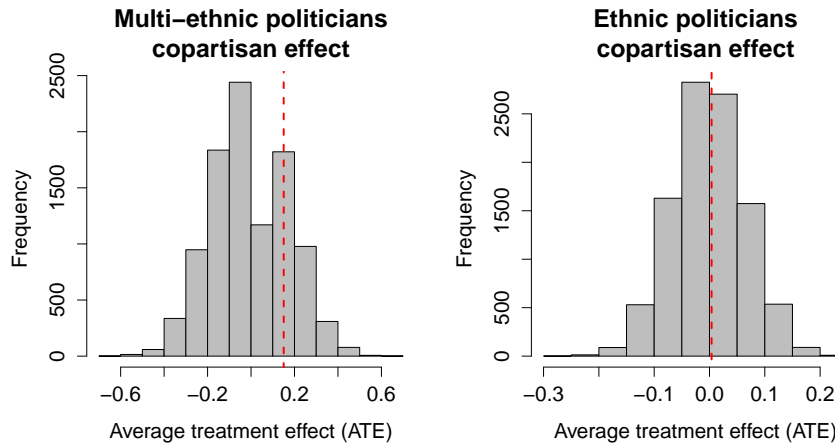 Multi−ethnic politicians
copartisan effect
Frequency
2500
1500
500
0
−0.6
−0.2
0.2
0.6
Average treatment effect (ATE)
Ethnic politicians
copartisan effect
Frequency
2500
1500
500
0
−0.3
−0.1
0.0
0.1
0.2
Average treatment effect (ATE)